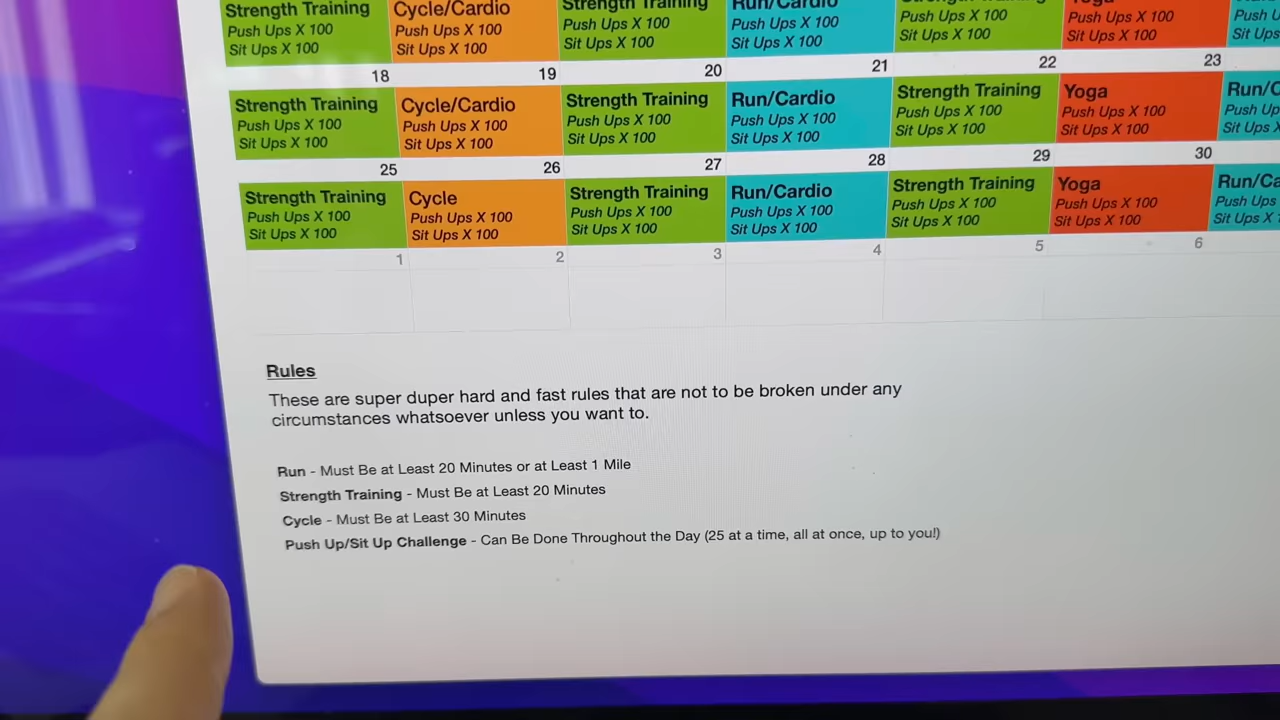 Strength Training Cycle/Cardio Strength Training Run/Cardio
Push Ups X 100 Push Ups X 100 Push Ups X 100 Push Ups X 100 Push Ups X 100 Push Ups X 100
Sit Ups X 100 Sit Ups X 100 Sit Ups X 100 Sit Ups X 100 Sit Ups X 100 Sit Ups X 100
18 19 20 21 22 23
Strength Training Cycle/Cardio Strength Training Run/Cardio Strength Training Yoga
Push Ups X 100 Push Ups X 100 Push Ups X 100 Push Ups X 100 Push Ups X 100 Push Ups X 100
Sit Ups X 100 Sit Ups X 100 Sit Ups X 100 Sit Ups X 100 Sit Ups X 100 Sit Ups X 100 Sit Ups
25 26 27 28 29 30
Strength Training Cycle Strength Training Run/Cardio Strength Training Yoga
Push Ups X 100 Push Ups X 100 Push Ups X 100 Push Ups X 100 Push Ups X 100 Push Ups X 100
Sit Ups X 100 Sit Ups X 100 Sit Ups X 100 Sit Ups X 100 Sit Ups X 100 Sit Ups X 100 Sit Ups X
1 2 3 4 5 6
Rules
These are super duper hard and fast rules that are not to be broken under any
circumstances whatsoever unless you want to.
Run - Must Be at Least 20 Minutes or at Least 1 Mile
Strength Training - Must Be at Least 20 Minutes
Cycle - Must Be at Least 30 Minutes
Push Up/Sit Up Challenge - Can Be Done Throughout the Day (25 at a time, all at once, up to you!)